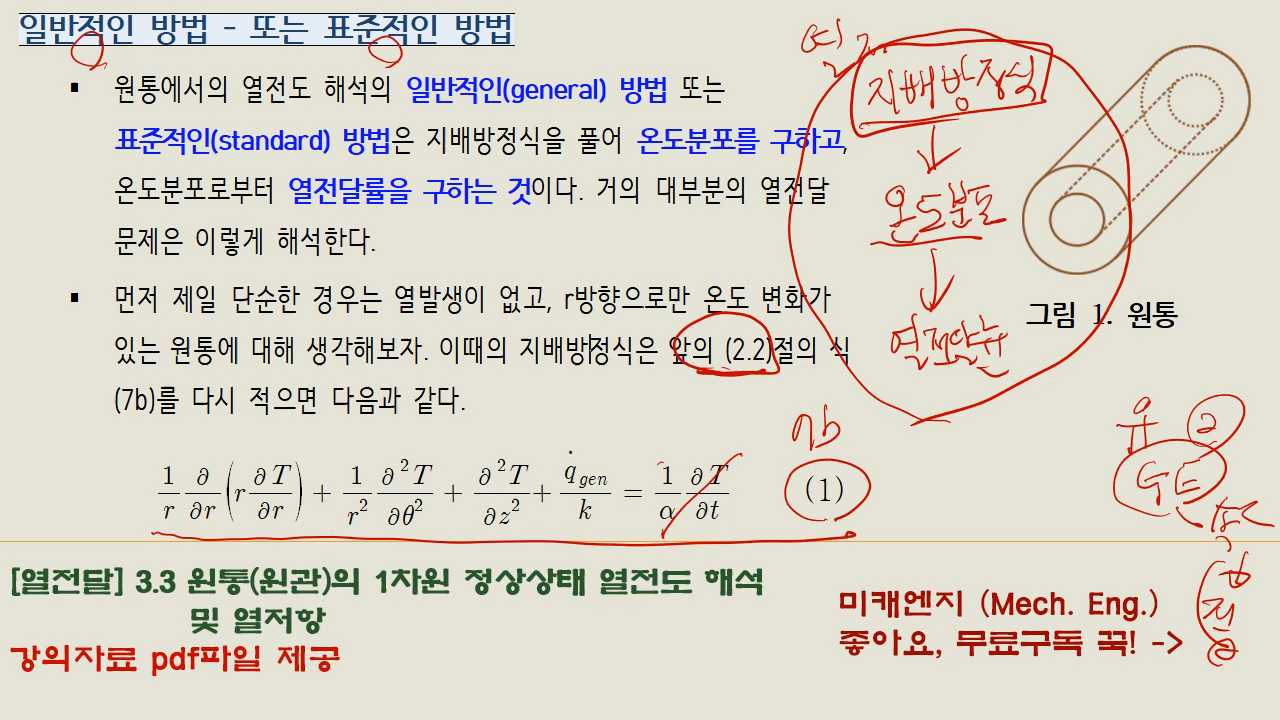 일반적인 방법 - 또는 표준적인 방법
▪ 원통에서의 열전도 해석의 일반적인(general) 방법 또는
표준적인(standard) 방법은 지배방정식을 풀어 온도분포를 구하고,
온도분포로부터 열전달률을 구하는 것이다. 거의 대부분의 열전달
문제은 이렇게 해석한다.
▪ 먼저 제일 단순한 경우는 열발생이 없고, r방향으로만 온도 변화가
있는 원통에 대해 생각해보자. 이때의 지배방정식은 앞의 (2.2)절의 식
(7b)를 다시 적으면 다음과 같다.
1/r ∂/∂r (r ∂T/∂r) + 1/r² ∂²T/∂θ² + ∂²T/∂z² + q̇gen/k = 1/α ∂T/∂t (1)
지배방정식
온도분포
열전달률
그림 1. 원통
7b
[열전달] 3.3 원통(원관)의 1차원 정상상태 열전도 해석
및 열저항
강의자료 pdf파일 제공
미캐엔지 (Mech. Eng.)
좋아요, 무료구독 꾹! ->